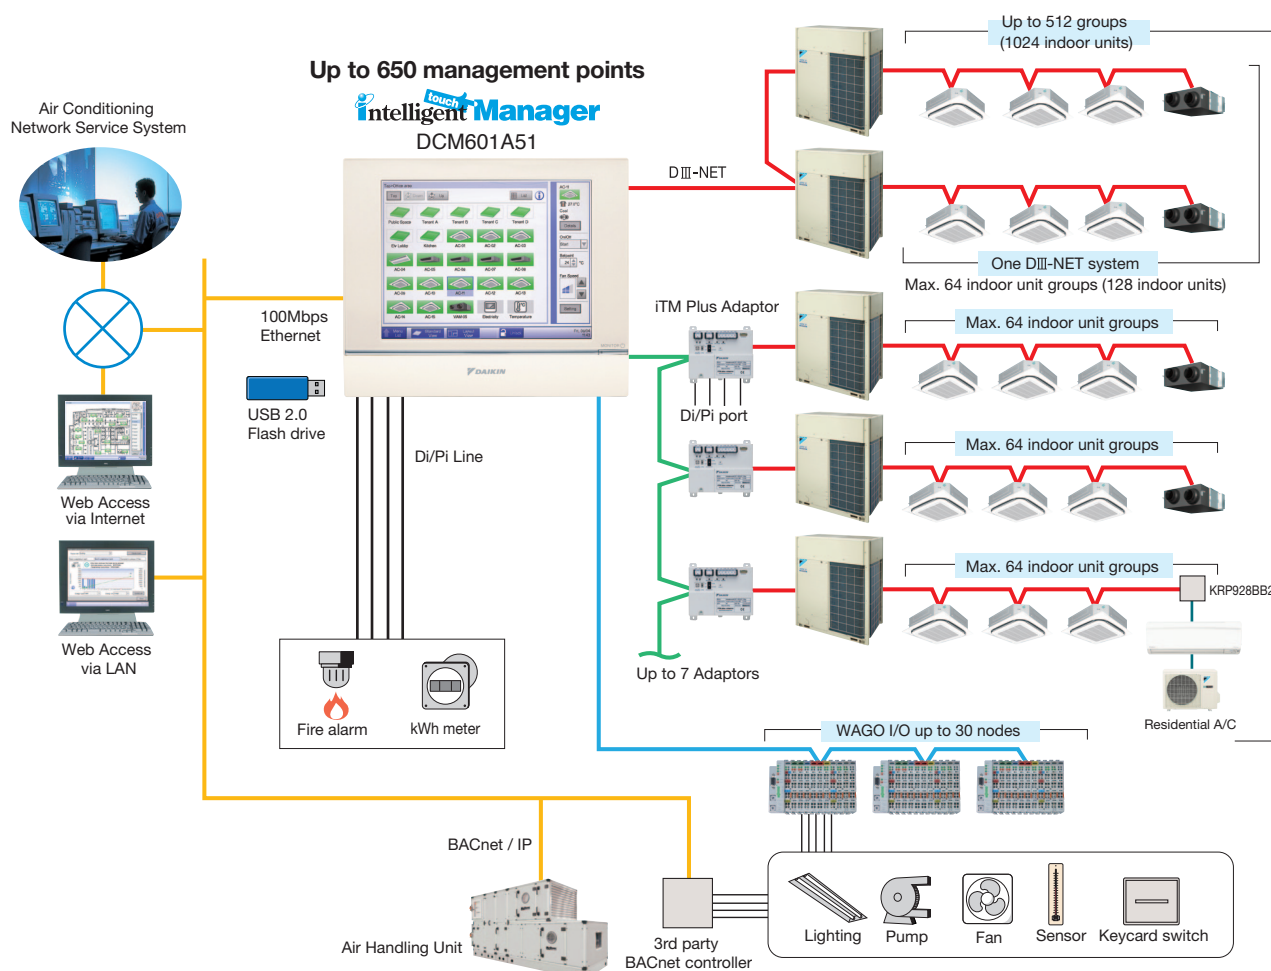 Up to 512 groups
(1024 indoor units)
Up to 650 management points
intelligent touch Manager
DCM601A51
Air Conditioning
Network Service System
DIII-NET
One DIII-NET system
Max. 64 indoor unit groups (128 indoor units)
iTM Plus Adaptor
100Mbps
Ethernet
Max. 64 indoor unit groups
DAIKIN
USB 2.0
Flash drive
Di/Pi port
Di/Pi Line
Max. 64 indoor unit groups
Web Access
via Internet
Max. 64 indoor unit groups
KRP928BB2
Web Access
via LAN
Up to 7 Adaptors
Residential A/C
Fire alarm
kWh meter
WAGO I/O up to 30 nodes
BACnet / IP
Air Handling Unit
3rd party
BACnet controller
Lighting
Pump
Fan
Sensor
Keycard switch